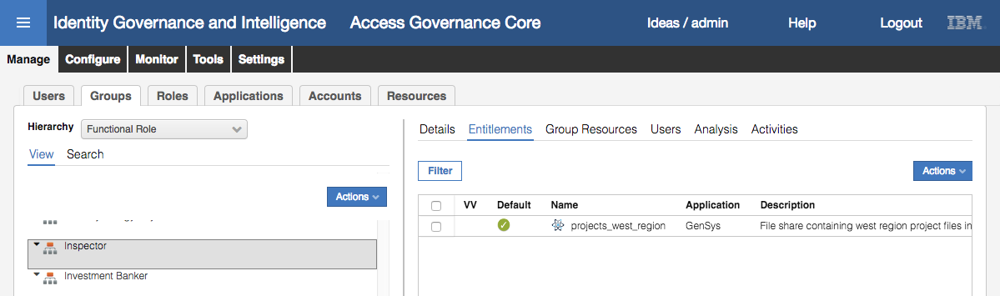 Identity Governance and Intelligence Access Governance Core Ideas / admin Help Logout IBM
Manage Configure Monitor Tools Settings
Users Groups Roles Applications Accounts Resources
Hierarchy Functional Role
View Search
Actions
Inspector
Investment Banker
Details Entitlements Group Resources Users Analysis Activities
Filter Actions
VV Default Name Application Description
projects_west_region GenSys File share containing west region project files in